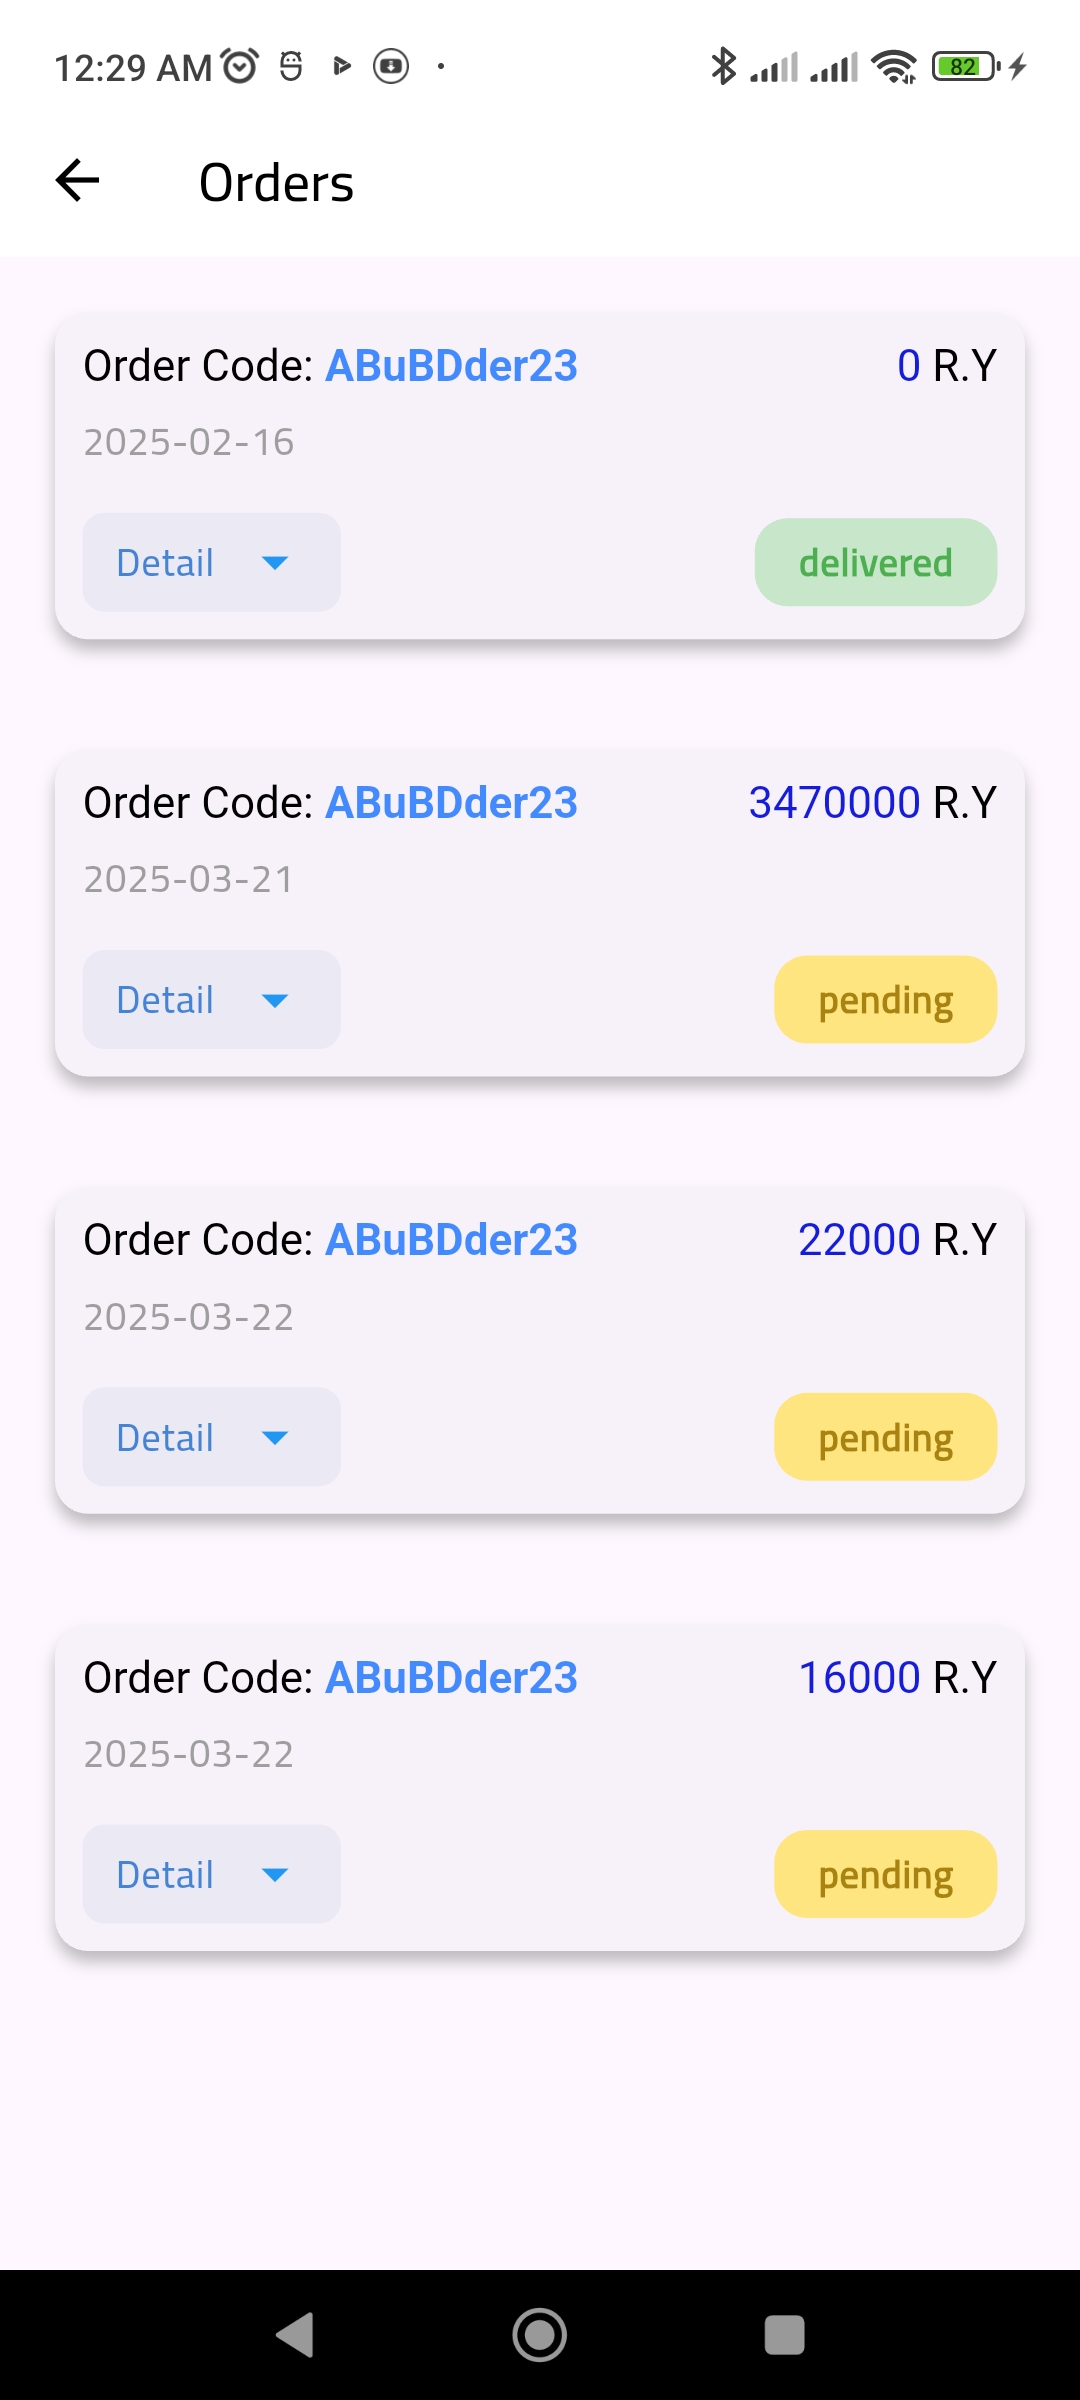 12:29 AM 82
Orders
Order Code: ABuBDder23 0 R.Y
2025-02-16
Detail delivered
Order Code: ABuBDder23 3470000 R.Y
2025-03-21
Detail pending
Order Code: ABuBDder23 22000 R.Y
2025-03-22
Detail pending
Order Code: ABuBDder23 16000 R.Y
2025-03-22
Detail pending